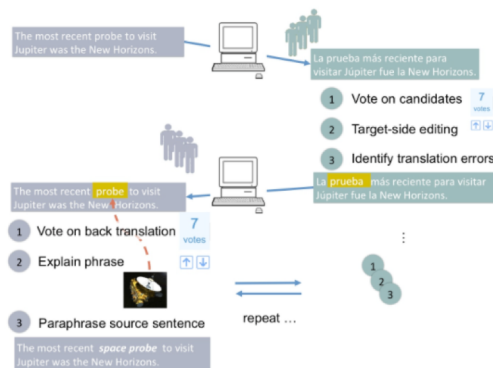 The most recent probe to visit
Jupiter was the New Horizons.
La prueba más reciente para
visitar Júpiter fue la New Horizons.
1 Vote on candidates
7
votes
2 Target-side editing
3 Identify translation errors
La prueba más reciente para visitar
Júpiter fue la New Horizons.
The most recent probe to visit
Jupiter was the New Horizons.
1 Vote on back translation
7
votes
2 Explain phrase
3 Paraphrase source sentence
The most recent space probe to visit
Jupiter was the New Horizons.
⋮
1
2
3
repeat ...